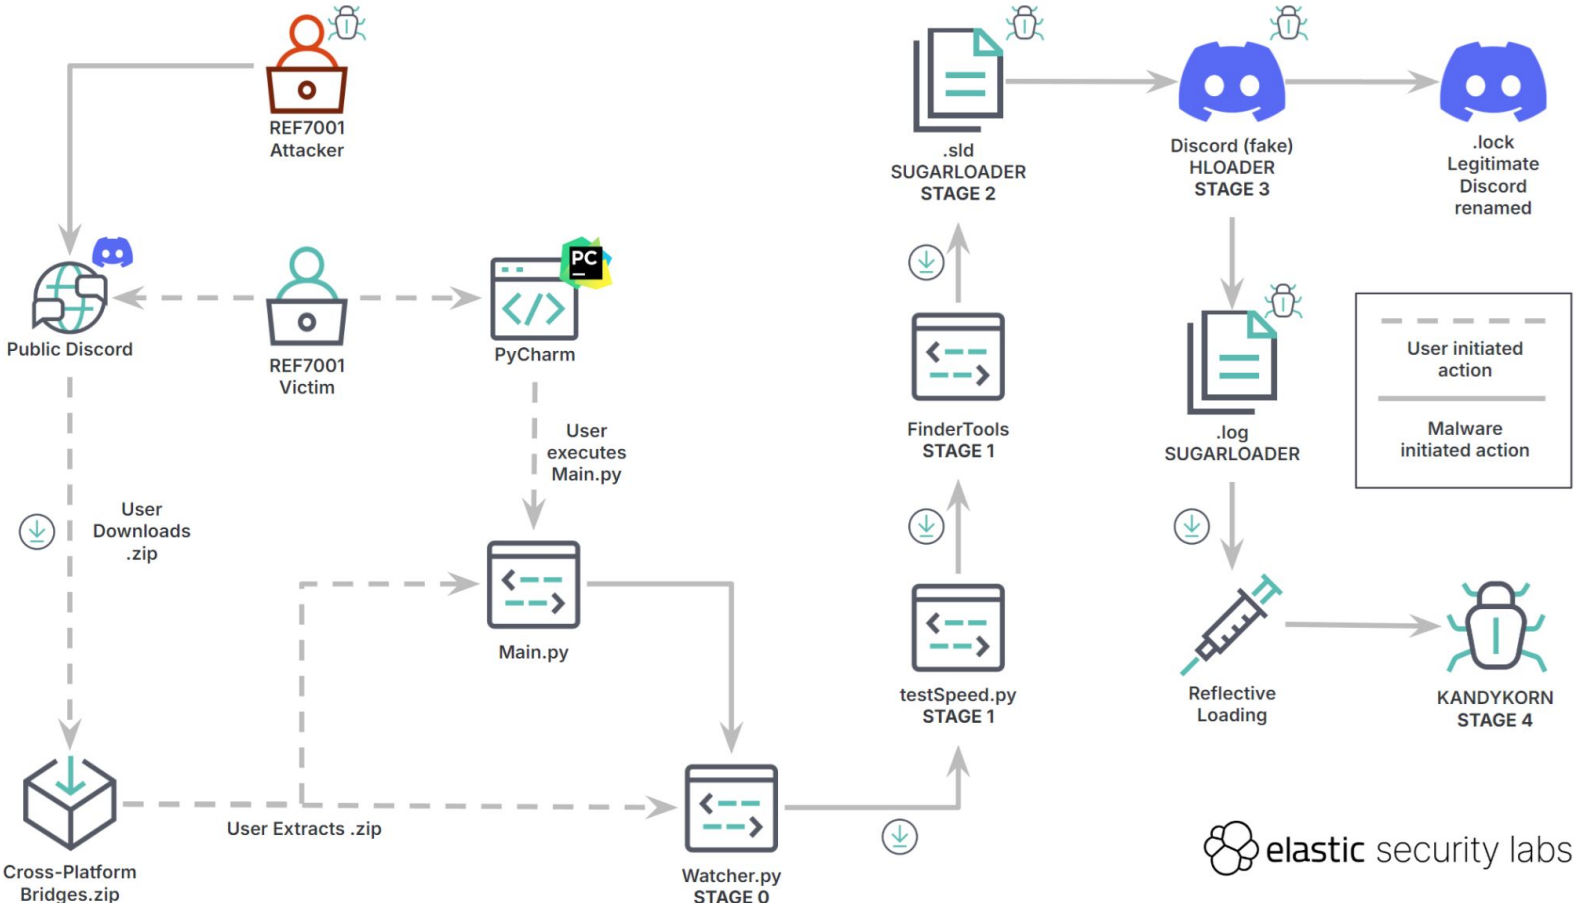 REF7001
Attacker
Public Discord
REF7001
Victim
PC
PyCharm
User
executes
Main.py
User
Downloads
.zip
Main.py
User Extracts .zip
Cross-Platform
Bridges.zip
Watcher.py
STAGE 0
testSpeed.py
STAGE 1
FinderTools
STAGE 1
.sld
SUGARLOADER
STAGE 2
Discord (fake)
HLOADER
STAGE 3
.lock
Legitimate
Discord
renamed
.log
SUGARLOADER
Reflective
Loading
KANDYKORN
STAGE 4
User initiated
action
Malware
initiated action
elastic security labs